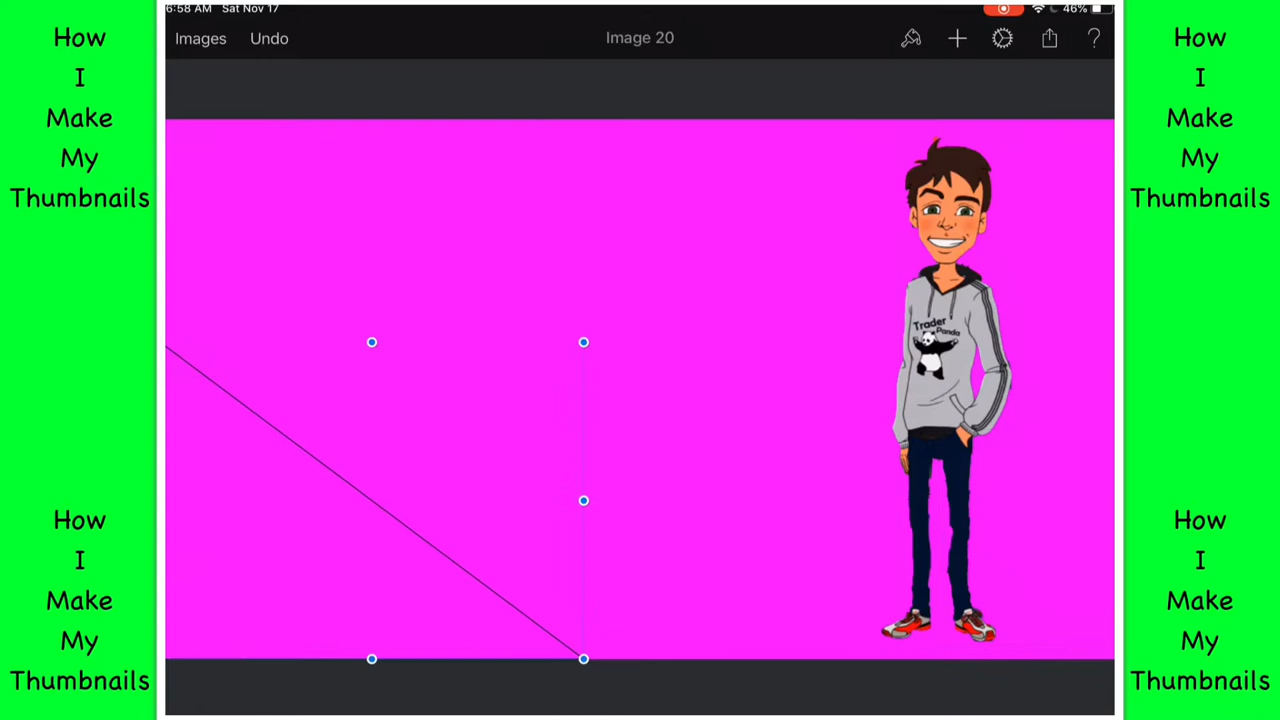 How
I
Make
My
Thumbnails
How
I
Make
My
Thumbnails
6:58 AM Sat Nov 17
46%
Images Undo
Image 20
?
Trader
Panda
How
I
Make
My
Thumbnails
How
I
Make
My
Thumbnails